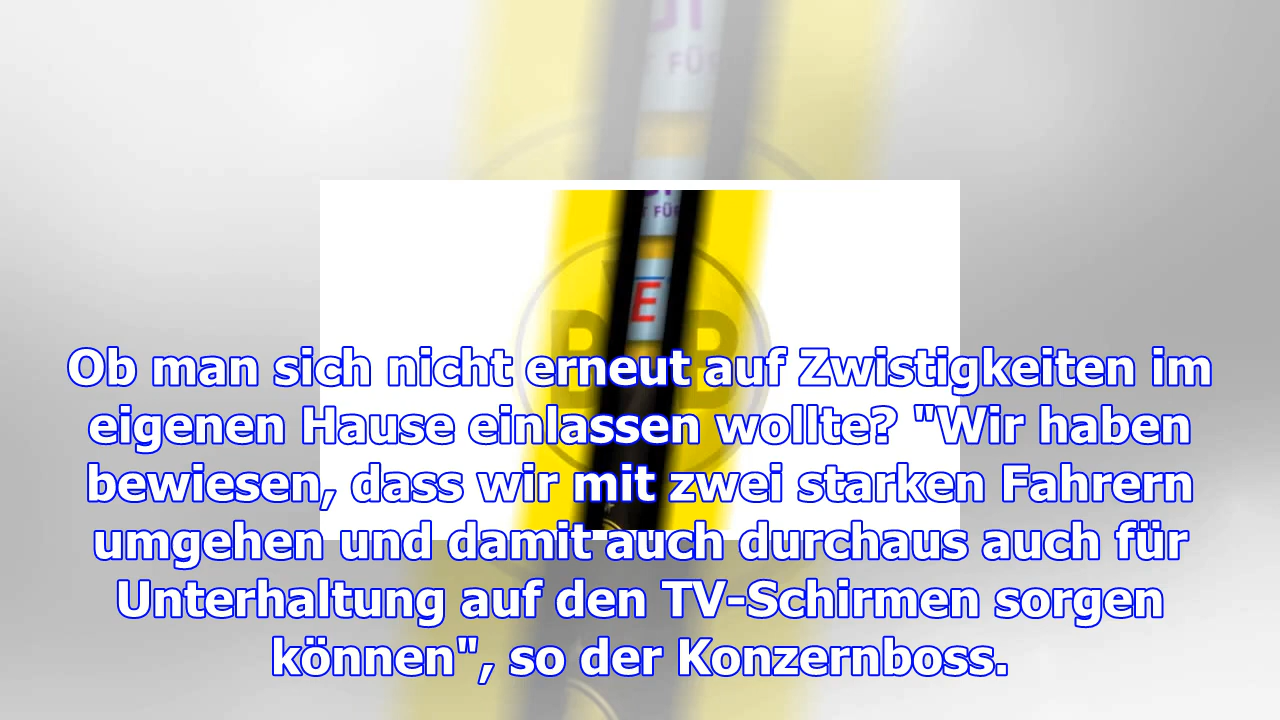 T FÜR
E
BVB
Ob man sich nicht erneut auf Zwistigkeiten im
eigenen Hause einlassen wollte? "Wir haben
bewiesen, dass wir mit zwei starken Fahrern
umgehen und damit auch durchaus auch für
Unterhaltung auf den TV-Schirmen sorgen
können", so der Konzernboss.